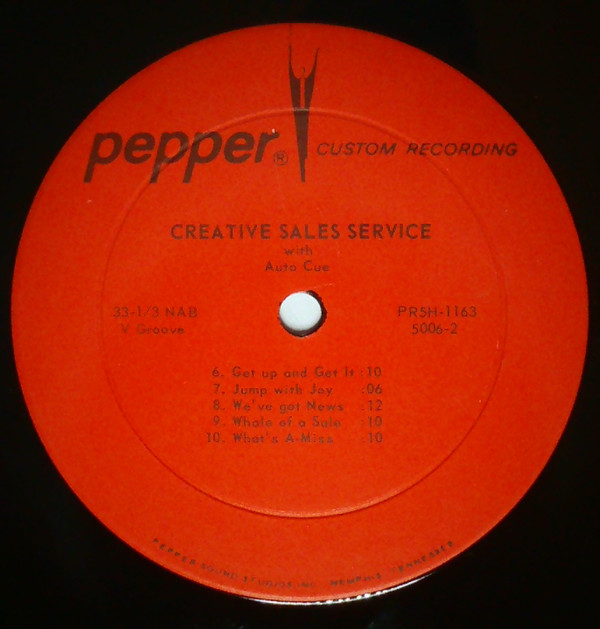 pepper® CUSTOM RECORDING
CREATIVE SALES SERVICE
with
Auto Cue
33-1/3 NAB PRSH-1163
V Groove 5006-2
6. Get up and Get It :10
7. Jump with Joy :06
8. We've got News :12
9. Whale of a Sale :10
10. What's A-Miss :10
PEPPER SOUND STUDIOS INC. MEMPHIS, TENNESSEE